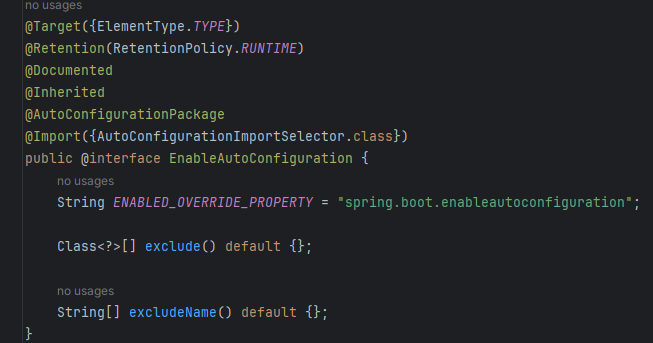 no usages
@Target({ElementType.TYPE})
@Retention(RetentionPolicy.RUNTIME)
@Documented
@Inherited
@AutoConfigurationPackage
@Import({AutoConfigurationImportSelector.class})
public @interface EnableAutoConfiguration {
no usages
String ENABLED_OVERRIDE_PROPERTY = "spring.boot.enableautoconfiguration";
Class<?>[] exclude() default {};
no usages
String[] excludeName() default {};
}